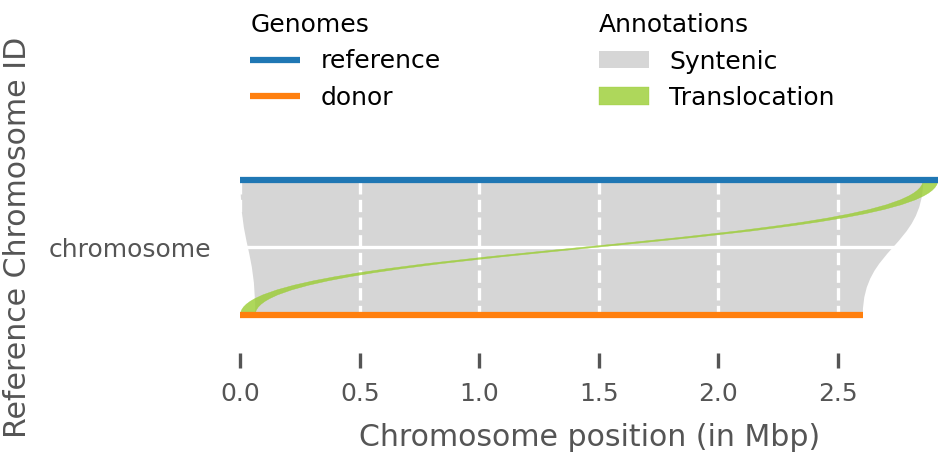 Genomes
reference
donor
Annotations
Syntenic
Translocation
Reference Chromosome ID
chromosome
0.0 0.5 1.0 1.5 2.0 2.5
Chromosome position (in Mbp)